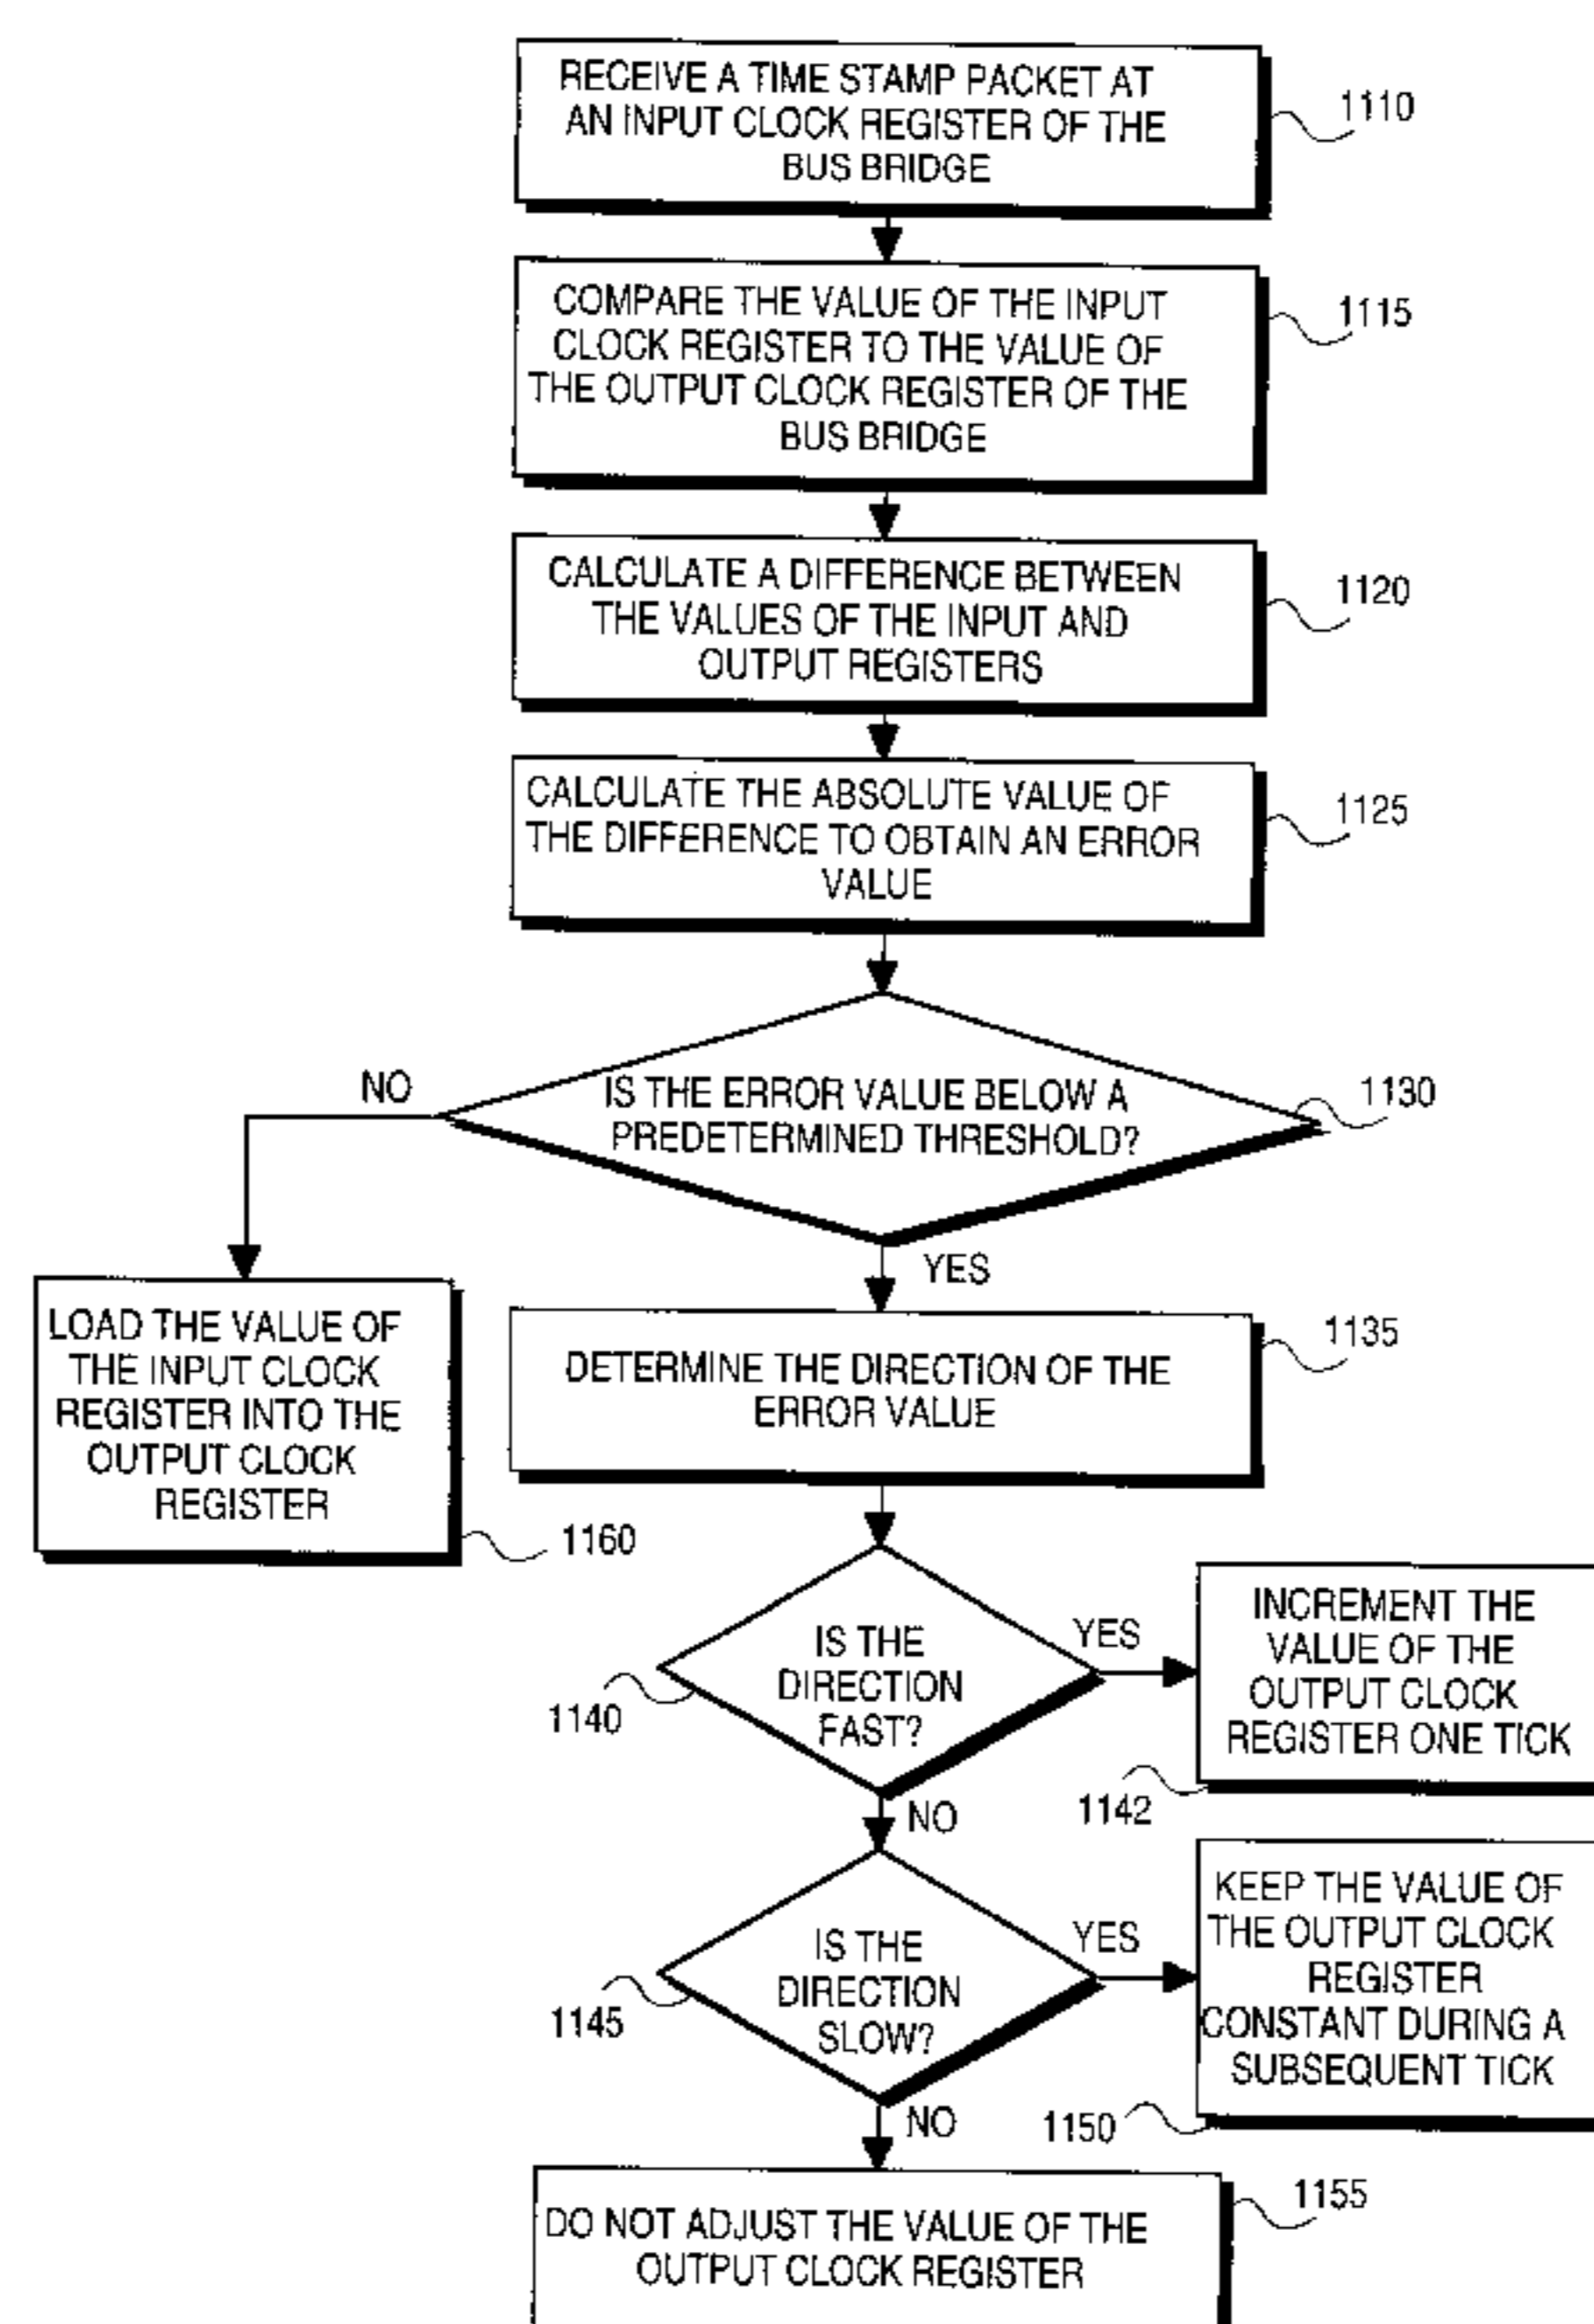 RECEIVE A TIME STAMP PACKET AT
AN INPUT CLOCK REGISTER OF THE
BUS BRIDGE
1110
COMPARE THE VALUE OF THE INPUT
CLOCK REGISTER TO THE VALUE OF
THE OUTPUT CLOCK REGISTER OF THE
BUS BRIDGE
1115
CALCULATE A DIFFERENCE BETWEEN
THE VALUES OF THE INPUT AND
OUTPUT REGISTERS
1120
CALCULATE THE ABSOLUTE VALUE OF
THE DIFFERENCE TO OBTAIN AN ERROR
VALUE
1125
IS THE ERROR VALUE BELOW A
PREDETERMINED THRESHOLD?
1130
NO
YES
LOAD THE VALUE OF
THE INPUT CLOCK
REGISTER INTO THE
OUTPUT CLOCK
REGISTER
1160
DETERMINE THE DIRECTION OF THE
ERROR VALUE
1135
IS THE
DIRECTION
FAST?
1140
YES
INCREMENT THE
VALUE OF THE
OUTPUT CLOCK
REGISTER ONE TICK
1142
NO
IS THE
DIRECTION
SLOW?
1145
YES
KEEP THE VALUE OF
THE OUTPUT CLOCK
REGISTER
CONSTANT DURING A
SUBSEQUENT TICK
1150
NO
DO NOT ADJUST THE VALUE OF THE
OUTPUT CLOCK REGISTER
1155